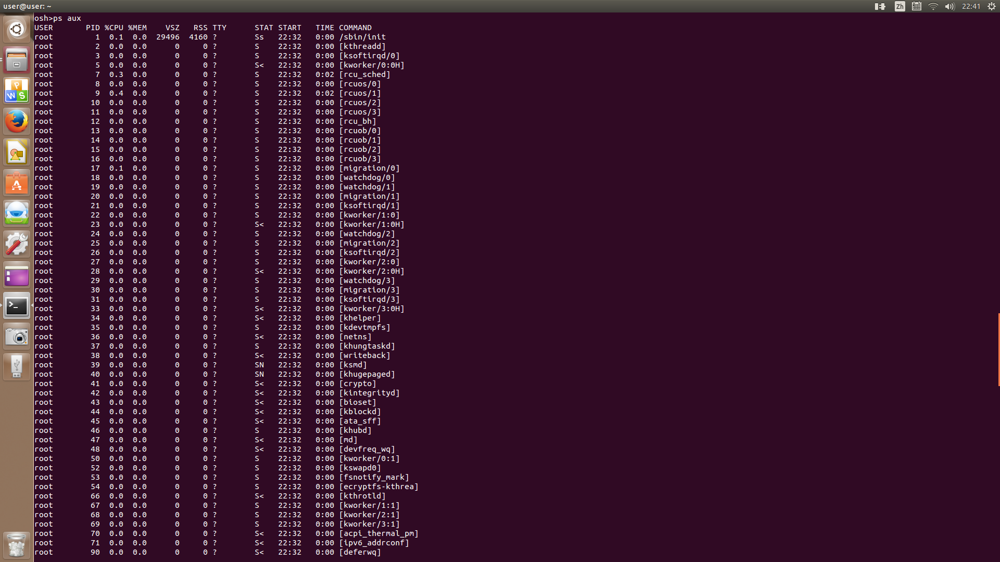 user@user: ~
Zh
22:41
osh>ps aux
USER       PID %CPU %MEM    VSZ   RSS TTY      STAT START   TIME COMMAND
root         1  0.1  0.0  29496  4160 ?        Ss   22:32   0:00 /sbin/init
root         2  0.0  0.0      0     0 ?        S    22:32   0:00 [kthreadd]
root         3  0.0  0.0      0     0 ?        S    22:32   0:00 [ksoftirqd/0]
root         5  0.0  0.0      0     0 ?        S<   22:32   0:00 [kworker/0:0H]
root         7  0.3  0.0      0     0 ?        S    22:32   0:02 [rcu_sched]
root         8  0.0  0.0      0     0 ?        S    22:32   0:00 [rcuos/0]
root         9  0.4  0.0      0     0 ?        S    22:32   0:02 [rcuos/1]
root        10  0.0  0.0      0     0 ?        S    22:32   0:00 [rcuos/2]
root        11  0.0  0.0      0     0 ?        S    22:32   0:00 [rcuos/3]
root        12  0.0  0.0      0     0 ?        S    22:32   0:00 [rcu_bh]
root        13  0.0  0.0      0     0 ?        S    22:32   0:00 [rcuob/0]
root        14  0.0  0.0      0     0 ?        S    22:32   0:00 [rcuob/1]
root        15  0.0  0.0      0     0 ?        S    22:32   0:00 [rcuob/2]
root        16  0.0  0.0      0     0 ?        S    22:32   0:00 [rcuob/3]
root        17  0.1  0.0      0     0 ?        S    22:32   0:00 [migration/0]
root        18  0.0  0.0      0     0 ?        S    22:32   0:00 [watchdog/0]
root        19  0.0  0.0      0     0 ?        S    22:32   0:00 [watchdog/1]
root        20  0.0  0.0      0     0 ?        S    22:32   0:00 [migration/1]
root        21  0.0  0.0      0     0 ?        S    22:32   0:00 [ksoftirqd/1]
root        22  0.0  0.0      0     0 ?        S    22:32   0:00 [kworker/1:0]
root        23  0.0  0.0      0     0 ?        S<   22:32   0:00 [kworker/1:0H]
root        24  0.0  0.0      0     0 ?        S    22:32   0:00 [watchdog/2]
root        25  0.0  0.0      0     0 ?        S    22:32   0:00 [migration/2]
root        26  0.0  0.0      0     0 ?        S    22:32   0:00 [ksoftirqd/2]
root        27  0.0  0.0      0     0 ?        S    22:32   0:00 [kworker/2:0]
root        28  0.0  0.0      0     0 ?        S<   22:32   0:00 [kworker/2:0H]
root        29  0.0  0.0      0     0 ?        S    22:32   0:00 [watchdog/3]
root        30  0.0  0.0      0     0 ?        S    22:32   0:00 [migration/3]
root        31  0.0  0.0      0     0 ?        S    22:32   0:00 [ksoftirqd/3]
root        33  0.0  0.0      0     0 ?        S<   22:32   0:00 [kworker/3:0H]
root        34  0.0  0.0      0     0 ?        S<   22:32   0:00 [khelper]
root        35  0.0  0.0      0     0 ?        S    22:32   0:00 [kdevtmpfs]
root        36  0.0  0.0      0     0 ?        S<   22:32   0:00 [netns]
root        37  0.0  0.0      0     0 ?        S    22:32   0:00 [khungtaskd]
root        38  0.0  0.0      0     0 ?        S<   22:32   0:00 [writeback]
root        39  0.0  0.0      0     0 ?        SN   22:32   0:00 [ksmd]
root        40  0.0  0.0      0     0 ?        SN   22:32   0:00 [khugepaged]
root        41  0.0  0.0      0     0 ?        S<   22:32   0:00 [crypto]
root        42  0.0  0.0      0     0 ?        S<   22:32   0:00 [kintegrityd]
root        43  0.0  0.0      0     0 ?        S<   22:32   0:00 [bioset]
root        44  0.0  0.0      0     0 ?        S<   22:32   0:00 [kblockd]
root        45  0.0  0.0      0     0 ?        S<   22:32   0:00 [ata_sff]
root        46  0.0  0.0      0     0 ?        S    22:32   0:00 [khubd]
root        47  0.0  0.0      0     0 ?        S<   22:32   0:00 [md]
root        48  0.0  0.0      0     0 ?        S<   22:32   0:00 [devfreq_wq]
root        50  0.0  0.0      0     0 ?        S    22:32   0:00 [kworker/0:1]
root        52  0.0  0.0      0     0 ?        S    22:32   0:00 [kswapd0]
root        53  0.0  0.0      0     0 ?        S    22:32   0:00 [fsnotify_mark]
root        54  0.0  0.0      0     0 ?        S    22:32   0:00 [ecryptfs-kthrea]
root        66  0.0  0.0      0     0 ?        S<   22:32   0:00 [kthrotld]
root        67  0.0  0.0      0     0 ?        S    22:32   0:00 [kworker/1:1]
root        68  0.0  0.0      0     0 ?        S    22:32   0:00 [kworker/2:1]
root        69  0.0  0.0      0     0 ?        S    22:32   0:00 [kworker/3:1]
root        70  0.0  0.0      0     0 ?        S<   22:32   0:00 [acpi_thermal_pm]
root        71  0.0  0.0      0     0 ?        S<   22:32   0:00 [ipv6_addrconf]
root        90  0.0  0.0      0     0 ?        S<   22:32   0:00 [deferwq]
P
W S
A
>_